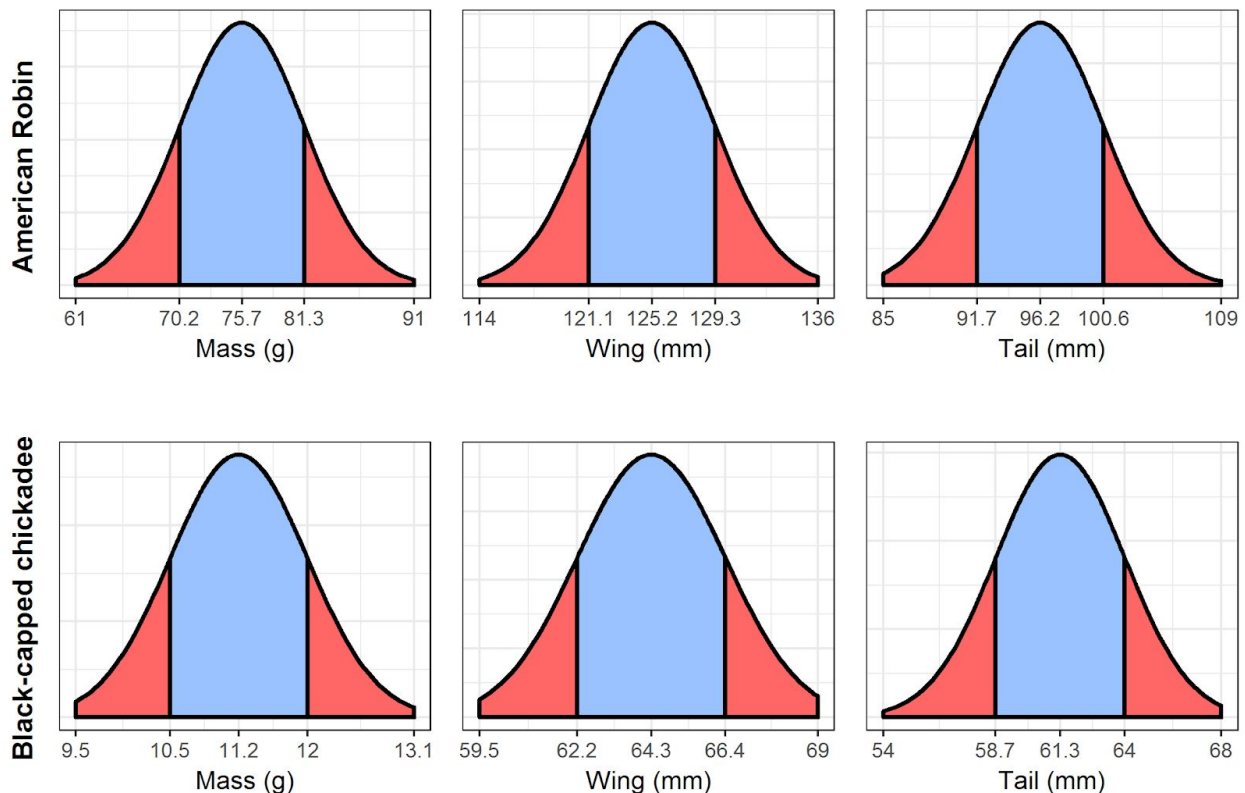 American Robin
61 70.2 75.7 81.3 91
Mass (g)
114 121.1 125.2 129.3 136
Wing (mm)
85 91.7 96.2 100.6 109
Tail (mm)
Black-capped chickadee
9.5 10.5 11.2 12 13.1
Mass (g)
59.5 62.2 64.3 66.4 69
Wing (mm)
54 58.7 61.3 64 68
Tail (mm)